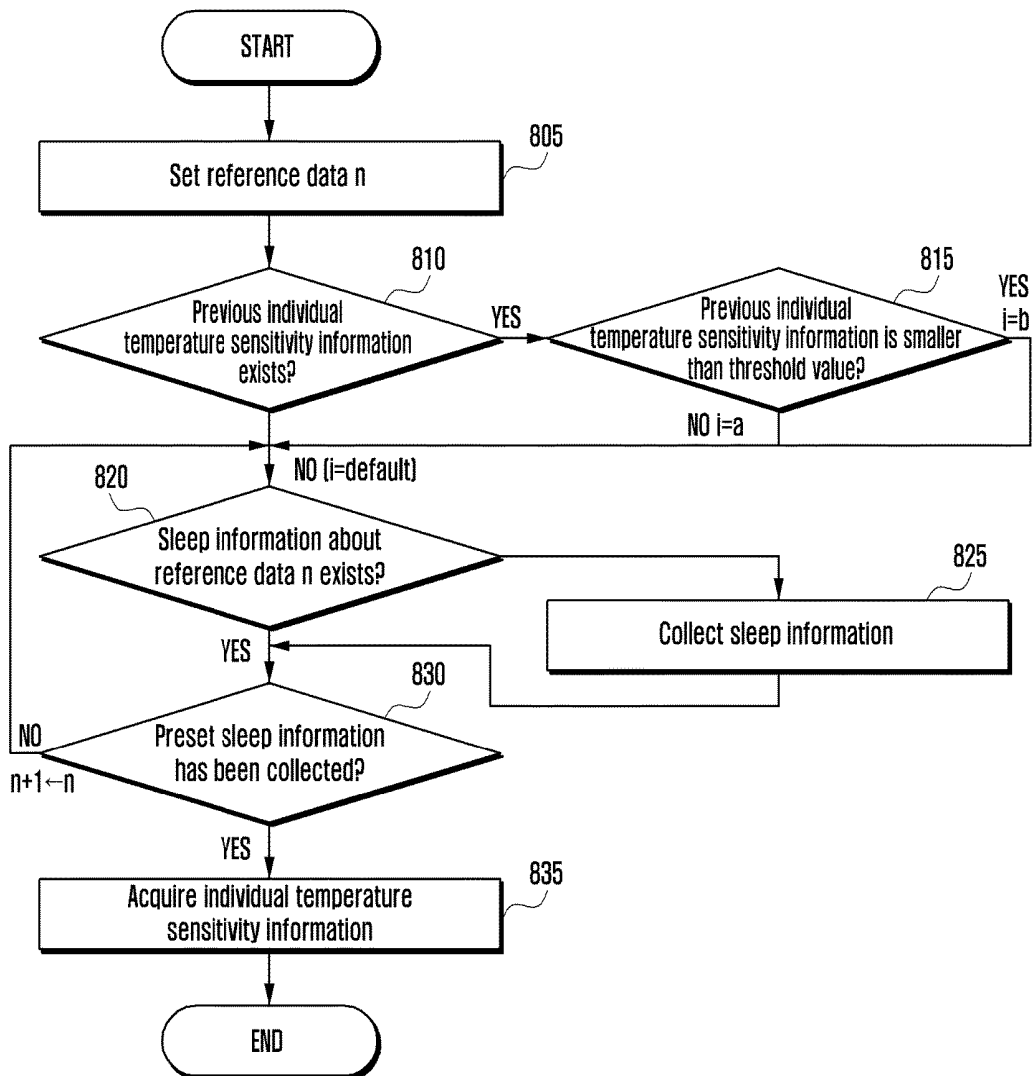 START
805
Set reference data n
810
Previous individual
temperature sensitivity information
exists?
YES
815
Previous individual
temperature sensitivity information is smaller
than threshold value?
YES
i=b
NO i=a
NO (i=default)
820
Sleep information about
reference data n exists?
825
Collect sleep information
YES
830
Preset sleep information
has been collected?
NO
n+1←n
YES
835
Acquire individual temperature
sensitivity information
END